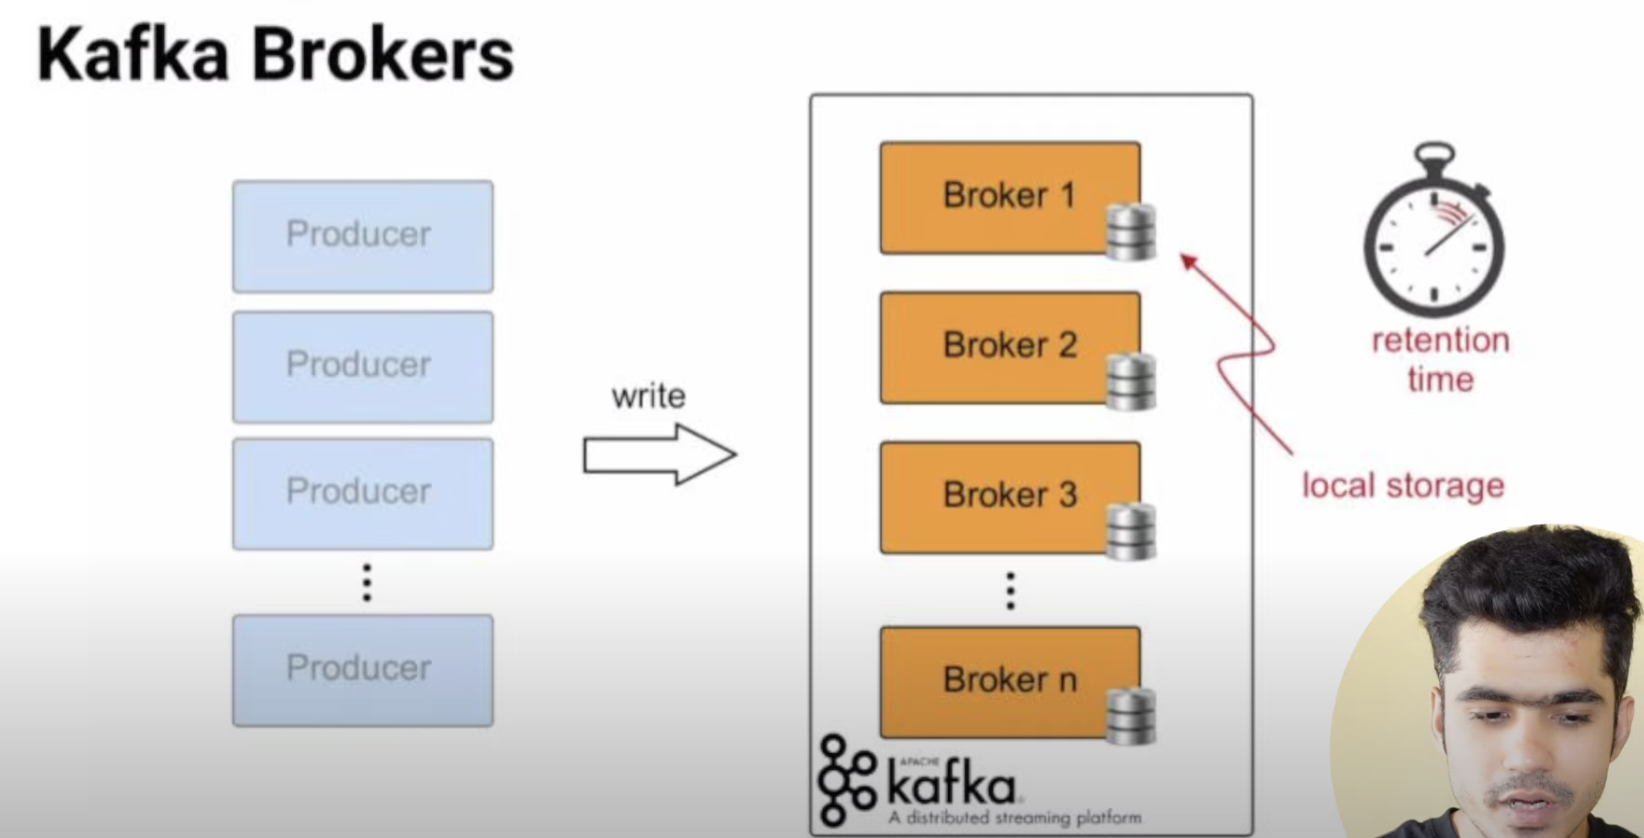 Kafka Brokers
Producer
Producer
Producer
Producer
write
Broker 1
Broker 2
Broker 3
Broker n
APACHE
kafka
A distributed streaming platform
retention
time
local storage